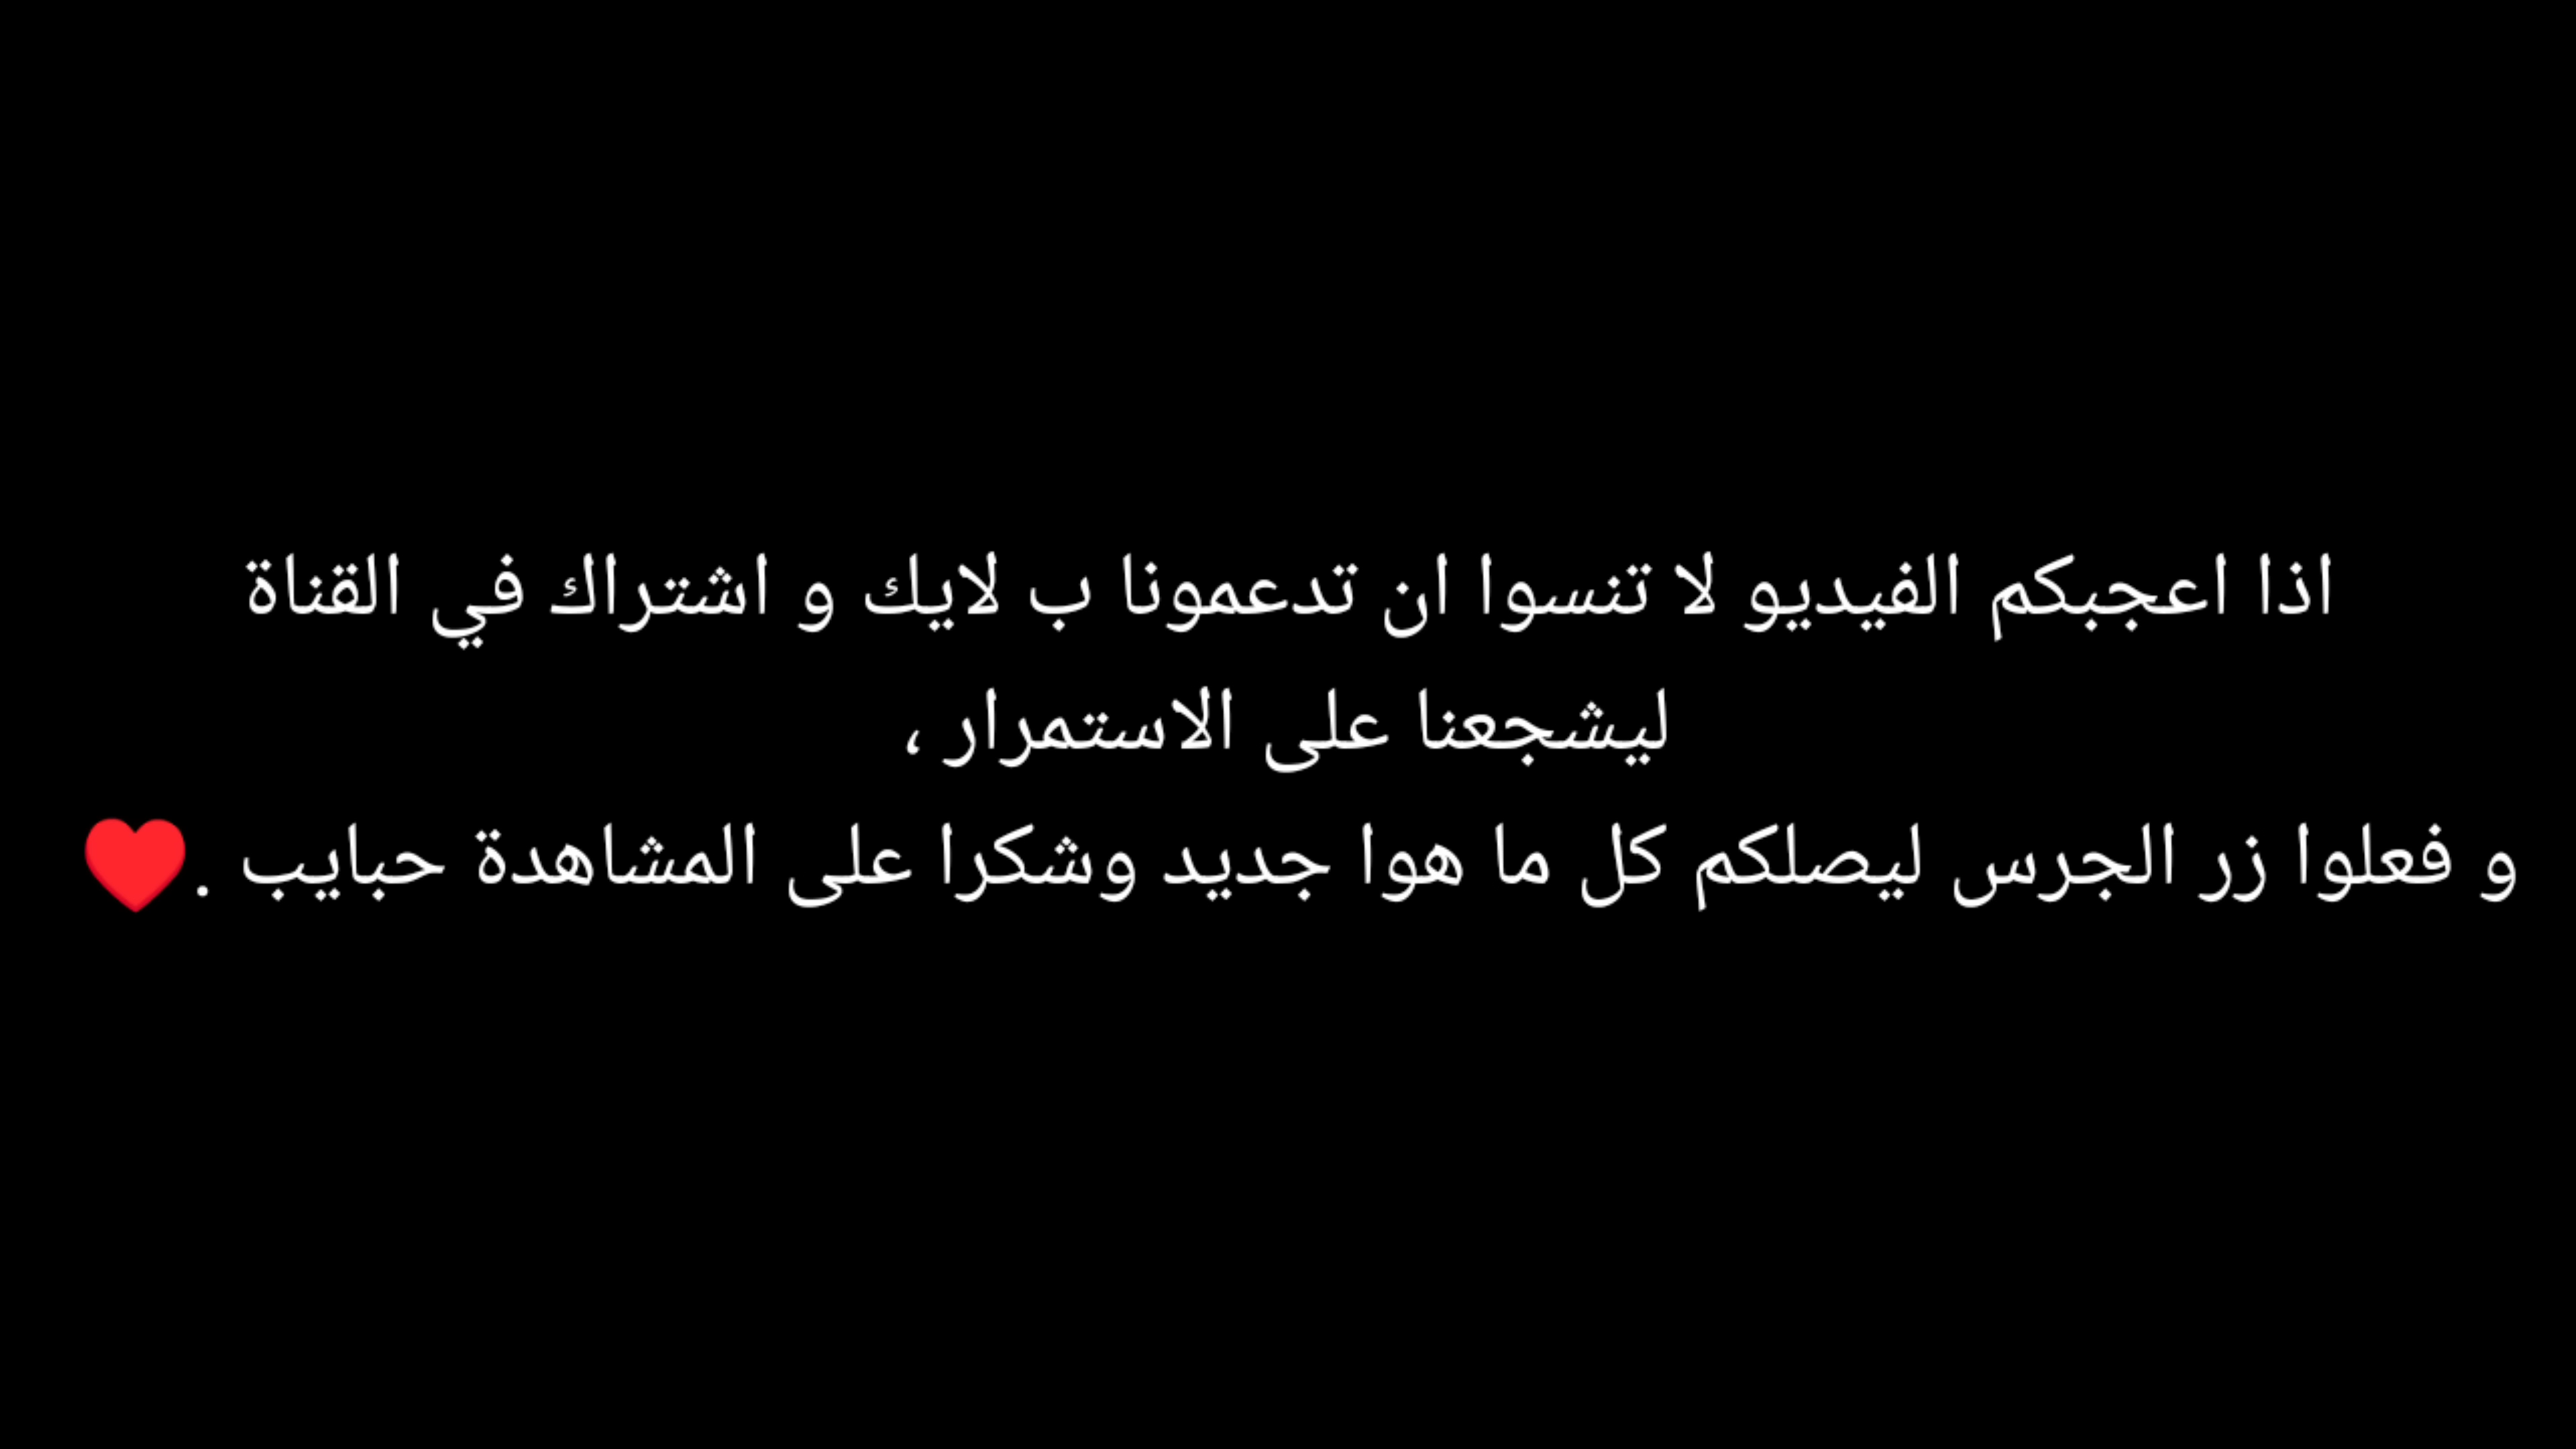 اذا اعجبكم الفيديو لا تنسوا ان تدعمونا ب لايك و اشتراك في القناة
ليشجعنا على الاستمرار ،
و فعلوا زر الجرس ليصلكم كل ما هوا جديد وشكرا على المشاهدة حبايب .❤️